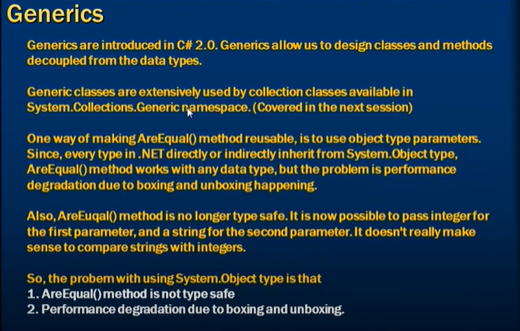 Generics
Generics are introduced in C# 2.0. Generics allow us to design classes and methods
decoupled from the data types.
Generic classes are extensively used by collection classes available in
System.Collections.Generic namespace. (Covered in the next session)
One way of making AreEqual() method reusable, is to use object type parameters.
Since, every type in .NET directly or indirectly inherit from System.Object type,
AreEqual() method works with any data type, but the problem is performance
degradation due to boxing and unboxing happening.
Also, AreEuqal() method is no longer type safe. It is now possible to pass integer for
the first parameter, and a string for the second parameter. It doesn't really make
sense to compare strings with integers.
So, the probem with using System.Object type is that
1. AreEqual() method is not type safe
2. Performance degradation due to boxing and unboxing.